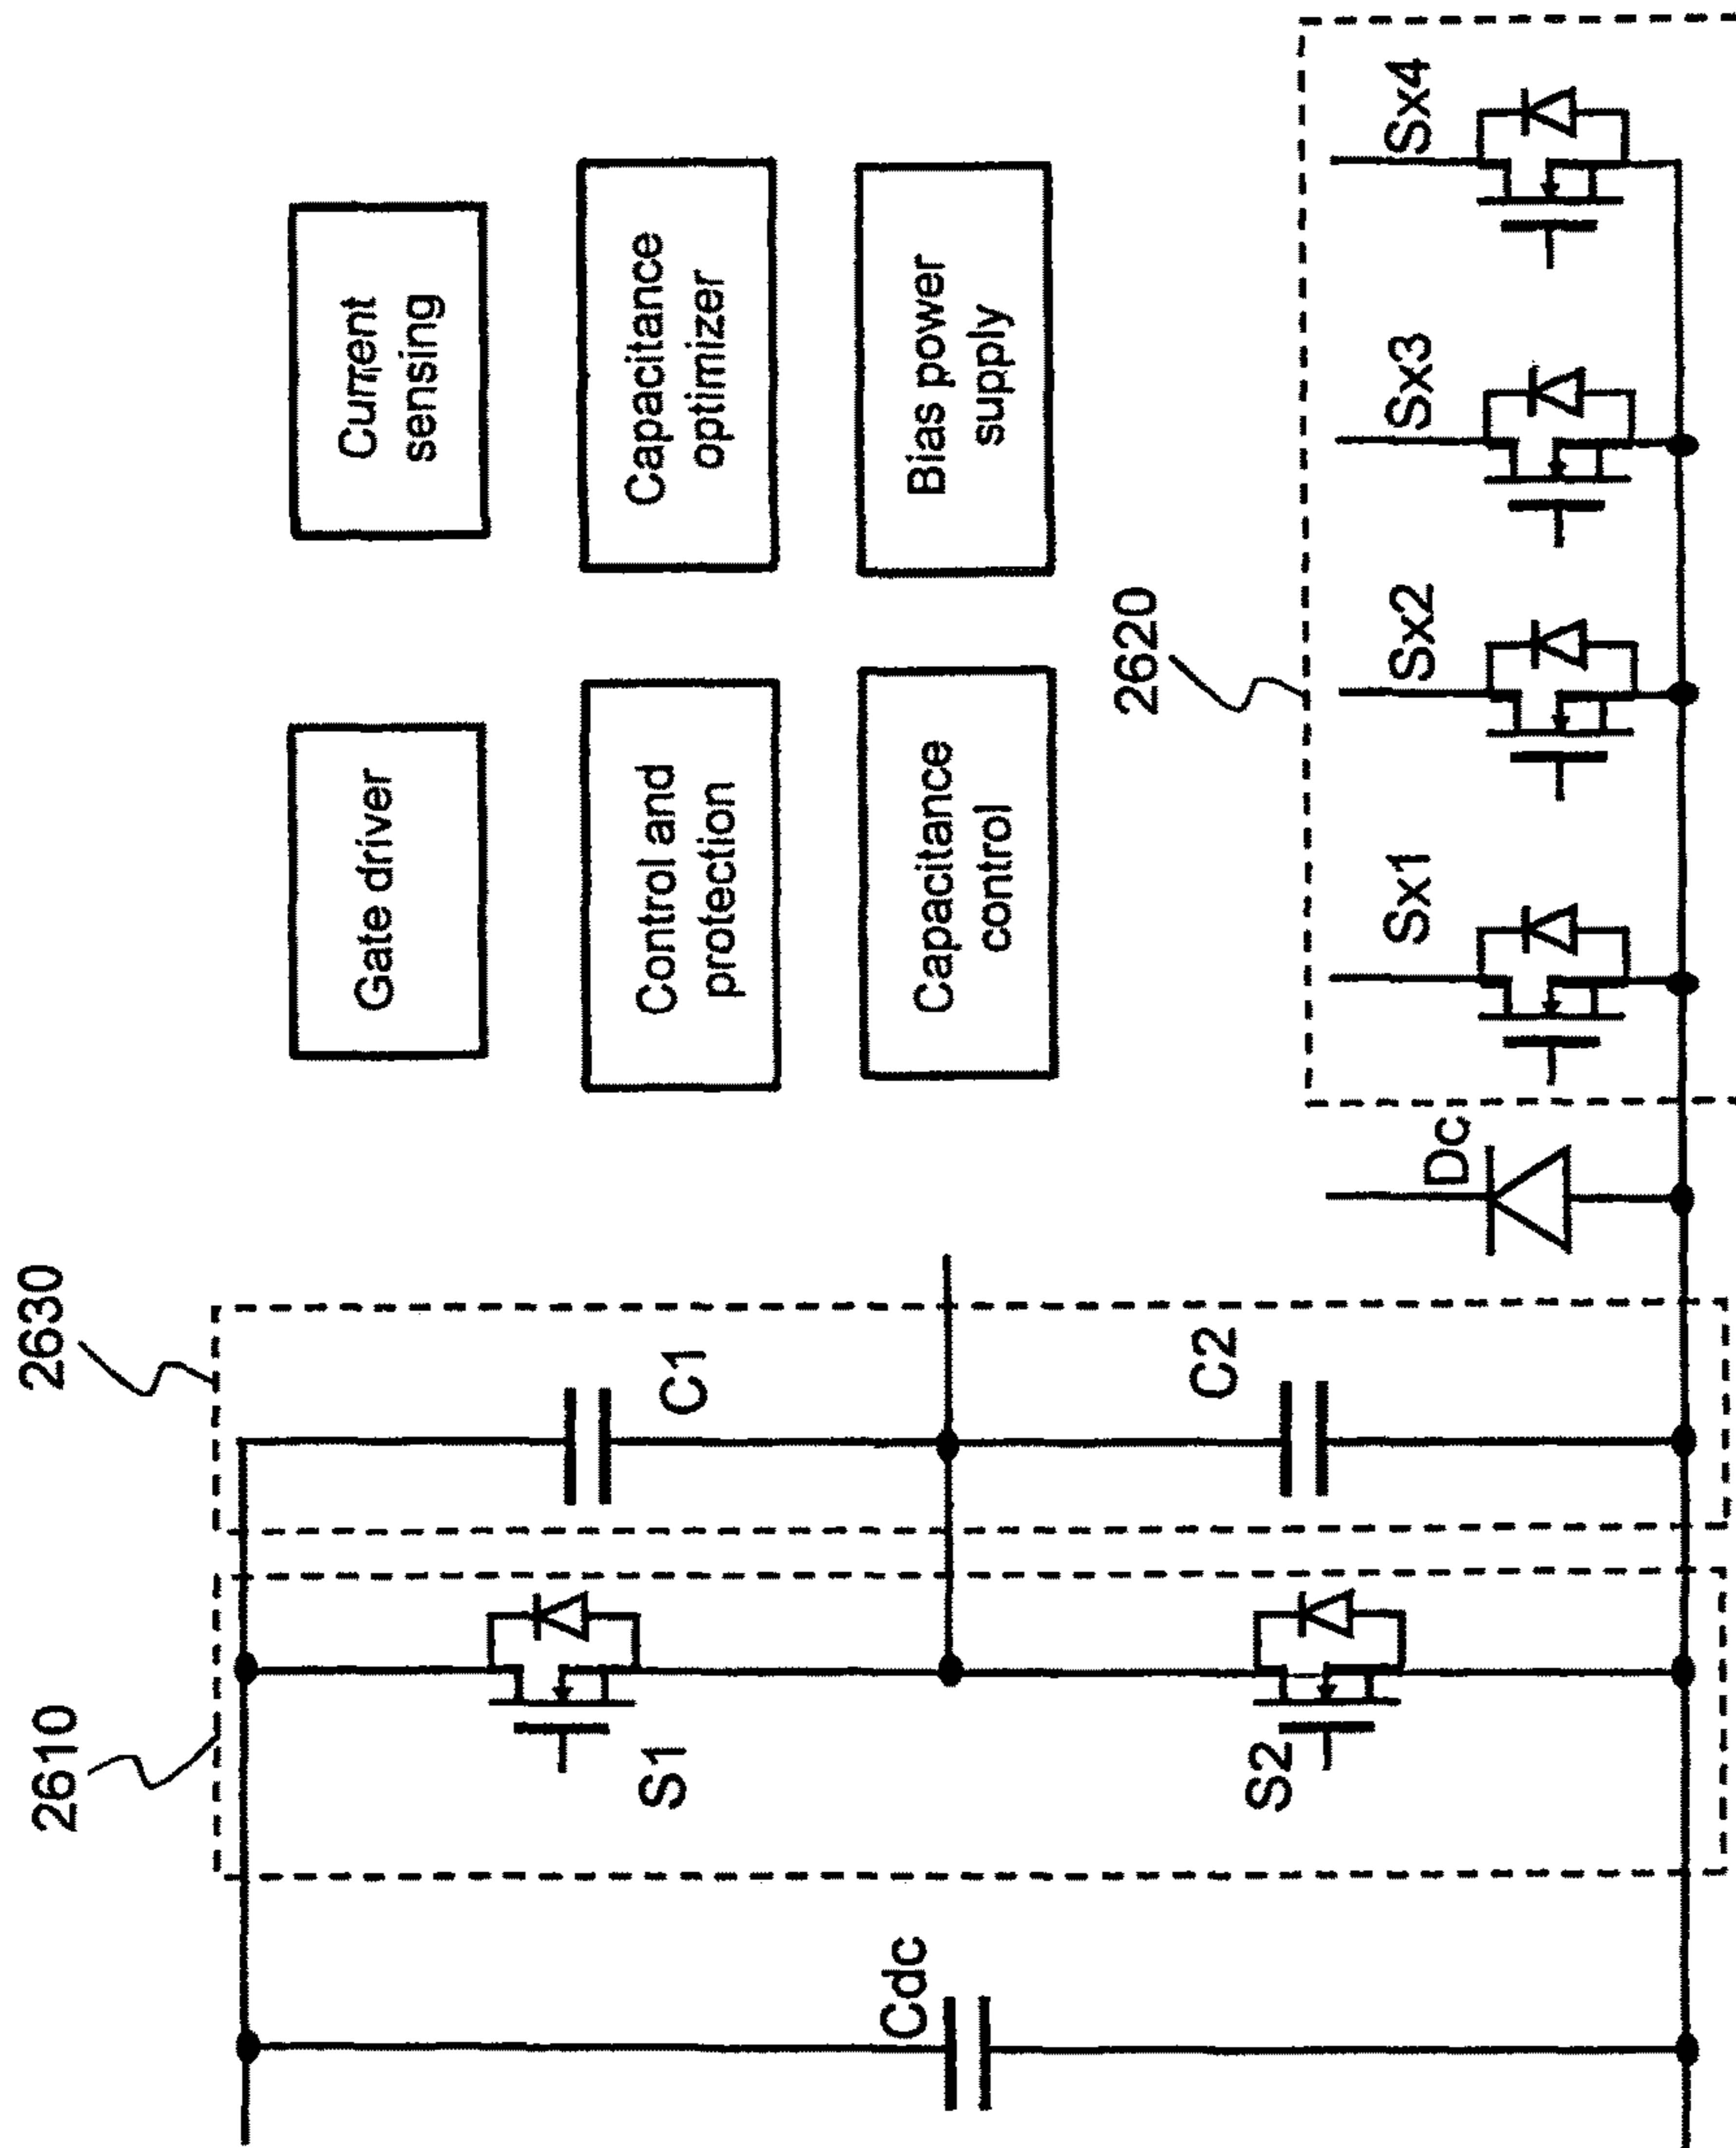 2610
2630
Gate driver
Current
sensing
Control and
protection
Capacitance
optimizer
Capacitance
control
Bias power
supply
2620
S1
C1
Cdc
S2
C2
Dc
Sx1
Sx2
Sx3
Sx4